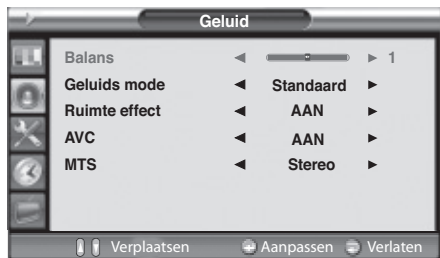 Geluid
Balans ◄ ► 1
Geluids mode ◄ Standaard ►
Ruimte effect ◄ AAN ►
AVC ◄ AAN ►
MTS ◄ Stereo ►
Verplaatsen Aanpassen Verlaten